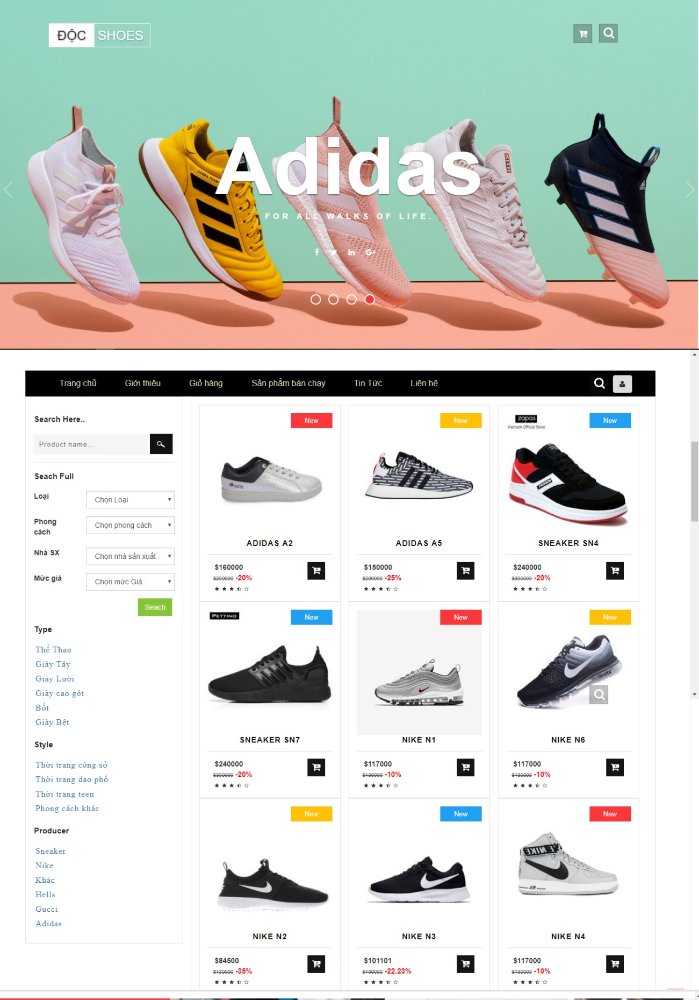 ĐỘC SHOES
Adidas
FOR ALL WALKS OF LIFE.
Trang chủ Giới thiệu Giỏ hàng Sản phẩm bán chạy Tin Tức Liên hệ
Search Here..
Product name...
Seach Full
Loại Chọn Loại
Phong cách Chọn phong cách
Nhà SX Chọn nhà sản xuất
Mức giá Chọn mức Giá..
Seach
Type
Thể Thao
Giày Tây
Giày Lười
Giày cao gót
Bốt
Giày Bệt
Style
Thời trang công sở
Thời trang dạo phố
Thời trang teen
Phong cách khác
Producer
Sneaker
Nike
Khác
Hells
Gucci
Adidas
New
ADIDAS A2
$160000
$200000 -20%
New
ADIDAS A5
$150000
$200000 -25%
zapas
Vietnam Official Store
New
FASHION
SNEAKER SN4
$240000
$300000 -20%
PETTINO
New
SNEAKER SN7
$240000
$300000 -20%
New
NIKE N1
$117000
$130000 -10%
New
AIRMAX
NIKE N6
$117000
$130000 -10%
New
NIKE N2
$84500
$130000 -35%
New
NIKE N3
$101101
$130000 -22.23%
New
AIR
NIKE N4
$117000
$130000 -10%